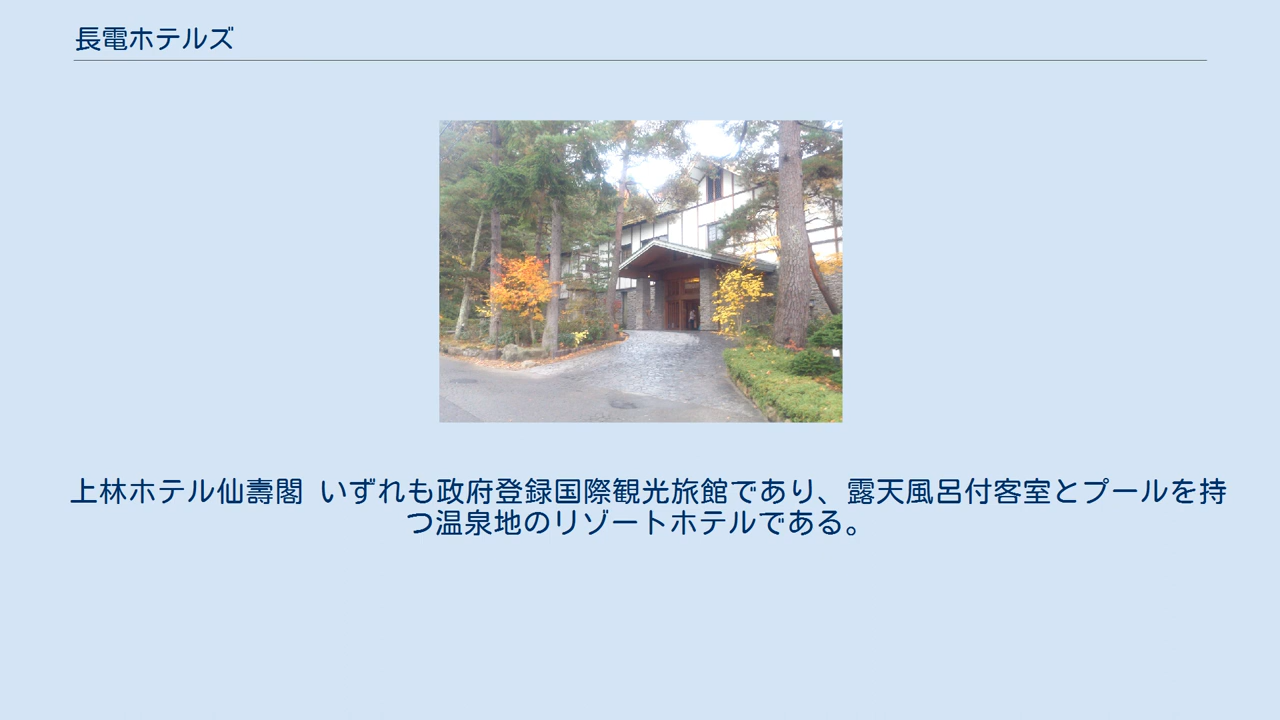 長電ホテルズ
上林ホテル仙壽閣 いずれも政府登録国際観光旅館であり、露天風呂付客室とプールを持
つ温泉地のリゾートホテルである。